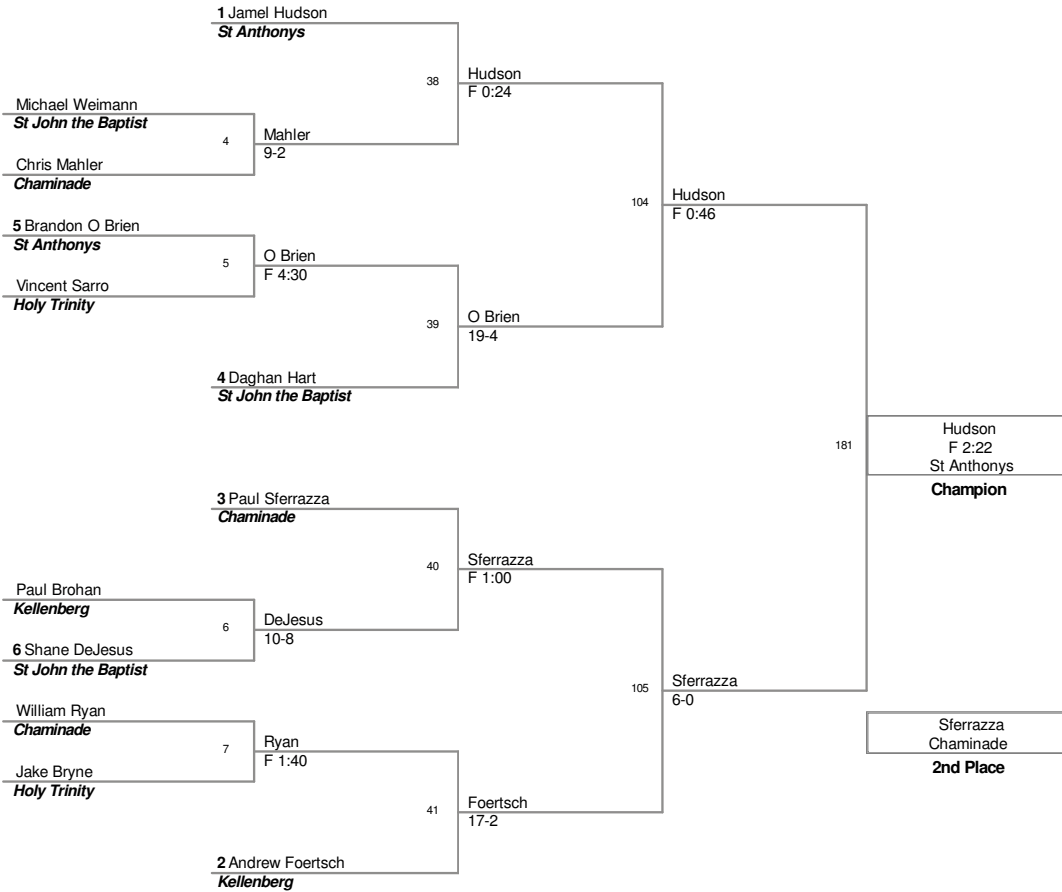 1 Jamel Hudson
St Anthonys
38
Hudson
F 0:24
Michael Weimann
St John the Baptist
4
Mahler
9-2
Chris Mahler
Chaminade
104
Hudson
F 0:46
5 Brandon O Brien
St Anthonys
5
O Brien
F 4:30
Vincent Sarro
Holy Trinity
39
O Brien
19-4
4 Daghan Hart
St John the Baptist
181
Hudson
F 2:22
St Anthonys
Champion
3 Paul Sferrazza
Chaminade
40
Sferrazza
F 1:00
Paul Brohan
Kellenberg
6
DeJesus
10-8
6 Shane DeJesus
St John the Baptist
105
Sferrazza
6-0
William Ryan
Chaminade
7
Ryan
F 1:40
Jake Bryne
Holy Trinity
41
Foertsch
17-2
2 Andrew Foertsch
Kellenberg
Sferrazza
Chaminade
2nd Place